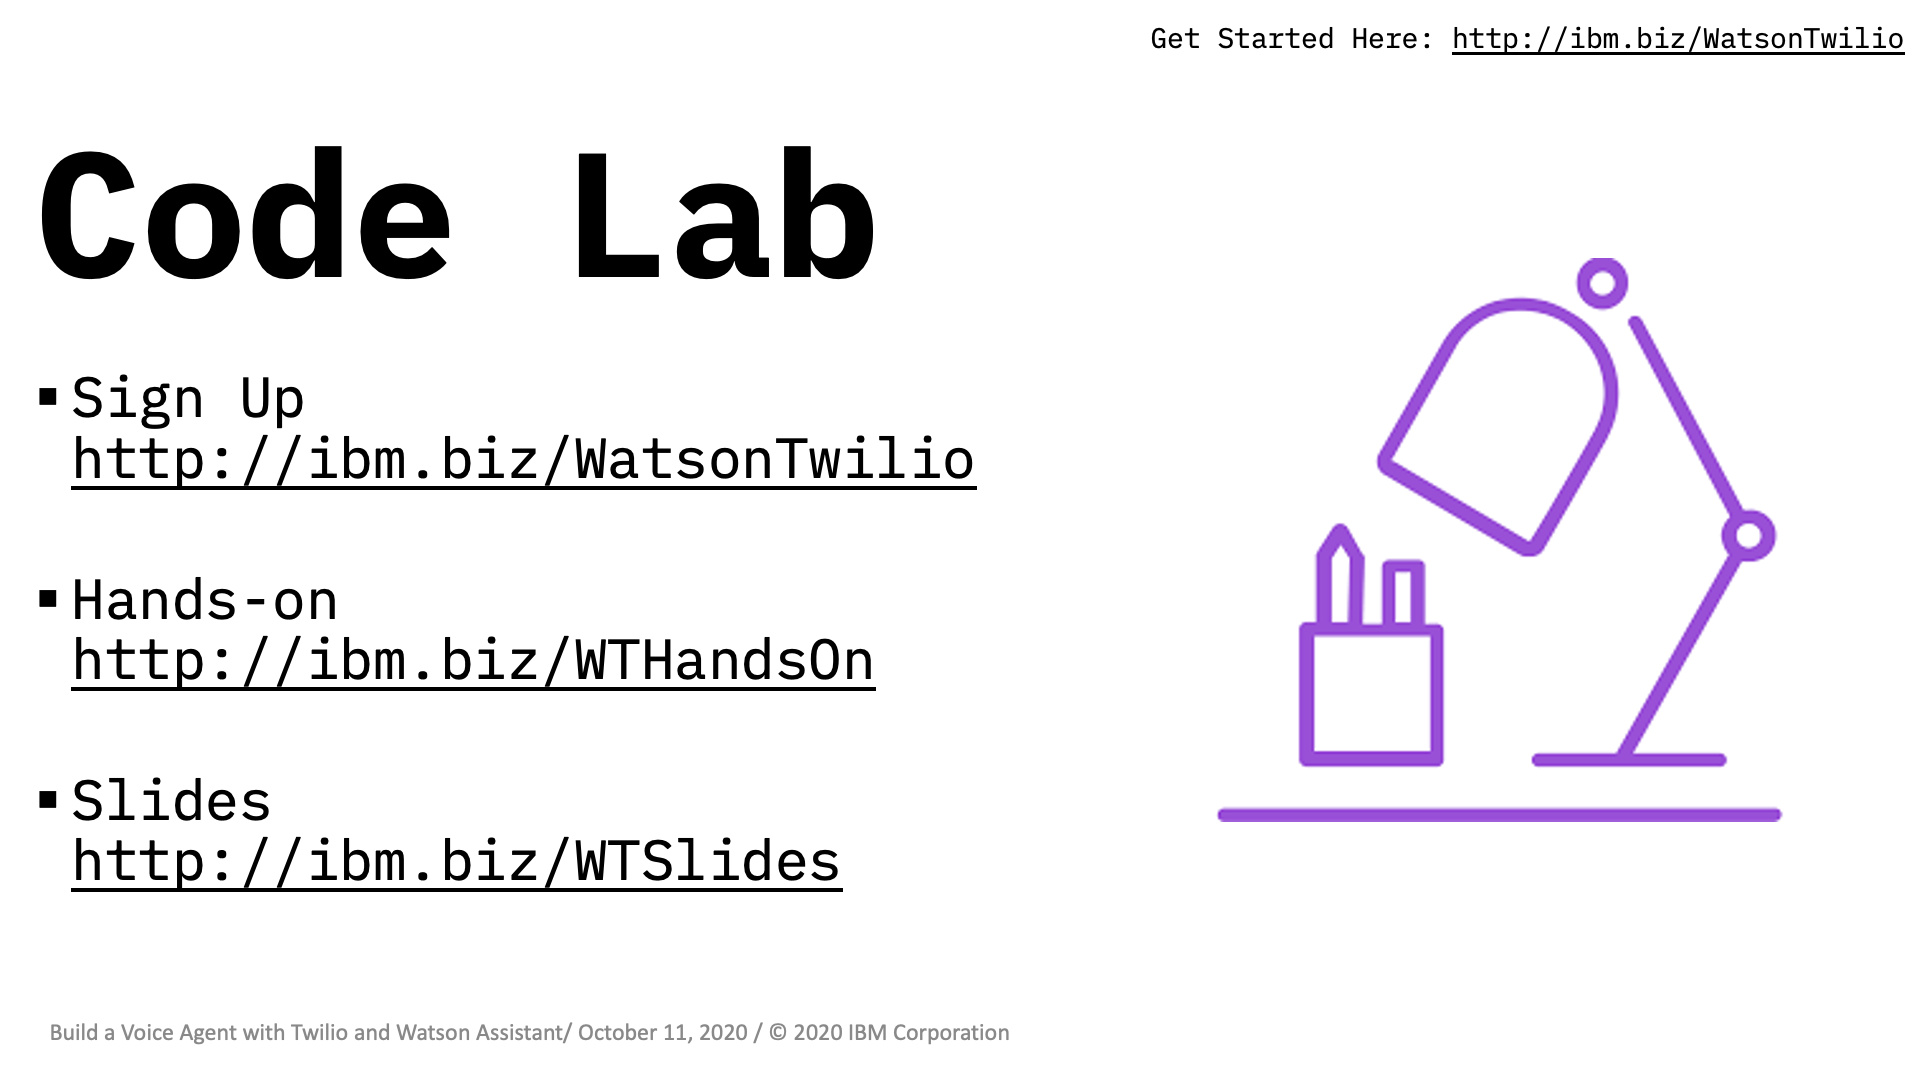 Get Started Here: http://ibm.biz/WatsonTwilio
Code Lab
▪Sign Up
http://ibm.biz/WatsonTwilio
▪Hands-on
http://ibm.biz/WTHandsOn
▪Slides
http://ibm.biz/WTSlides
Build a Voice Agent with Twilio and Watson Assistant/ October 11, 2020 / © 2020 IBM Corporation